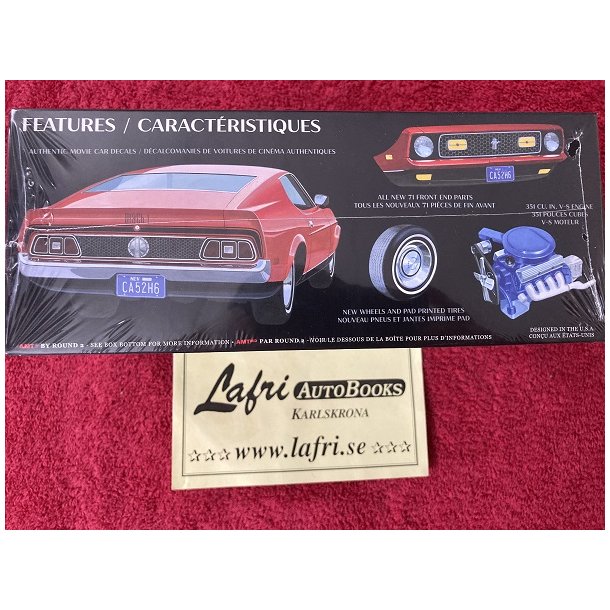 FEATURES / CARACTÉRISTIQUES
AUTHENTIC MOVIE CAR DECALS / DÉCALCOMANIES DE VOITURES DE CINÉMA AUTHENTIQUES
CA52H6
NEV
CA52H6
ALL NEW 71 FRONT END PARTS
TOUS LES NOUVEAUX 71 PIÈCES DE FIN AVANT
351 CU. IN. V-8 ENGINE
351 POUCES CUBES
V-8 MOTEUR
NEW WHEELS AND PAD PRINTED TIRES
NOUVEAU PNEUS ET JANTES IMPRIME PAD
DESIGNED IN THE U.S.A.
CONÇU AUX ÉTATS-UNIS
AMT BY ROUND 2 - SEE BOX BOTTOM FOR MORE INFORMATION • AMT PAR ROUND 2 - VOIR LE DESSOUS DE LA BOÎTE POUR PLUS D'INFORMATIONS
Lafri AUTOBOOKS
KARLSKRONA
www.lafri.se